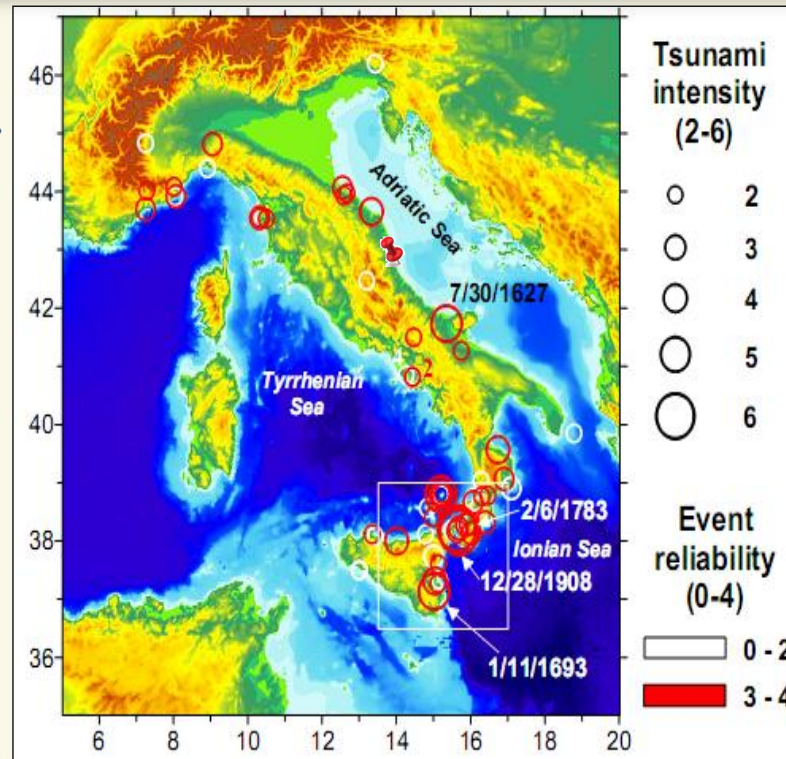 46
44
42
40
38
36
6
8
10
12
14
16
18
20
Adriatic Sea
7/30/1627
2
Tyrrhenian
Sea
2/6/1783
Ionian Sea
12/28/1908
1/11/1693
Tsunami
intensity
(2-6)
2
3
4
5
6
Event
reliability
(0-4)
0 - 2
3 - 4